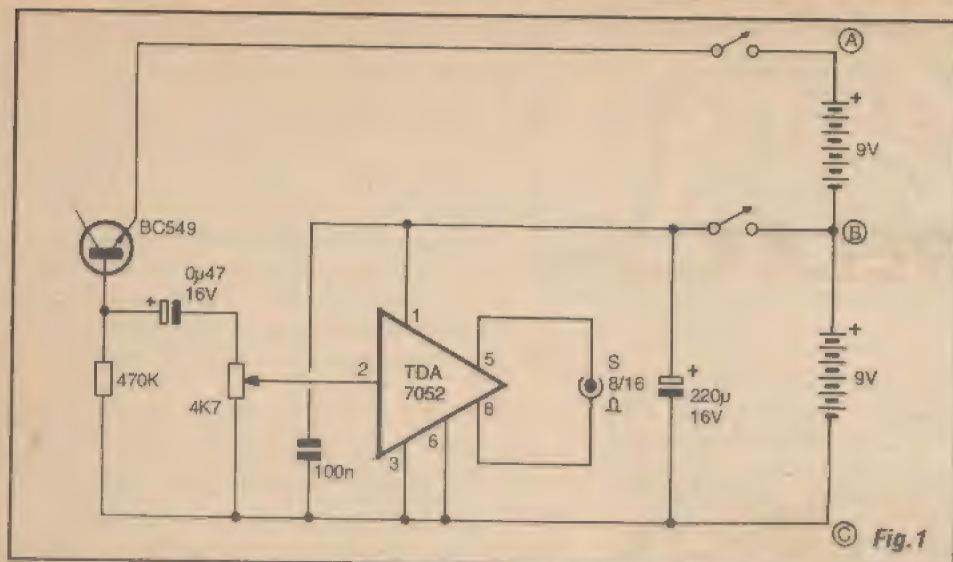 A
+
9V
BC549
B
0µ47
16V
+
1
+
470K
4K7
2
TDA
7052
5
8
S
8/16
Ω
+
220µ
16V
9V
3
6
100n
C
Fig.1